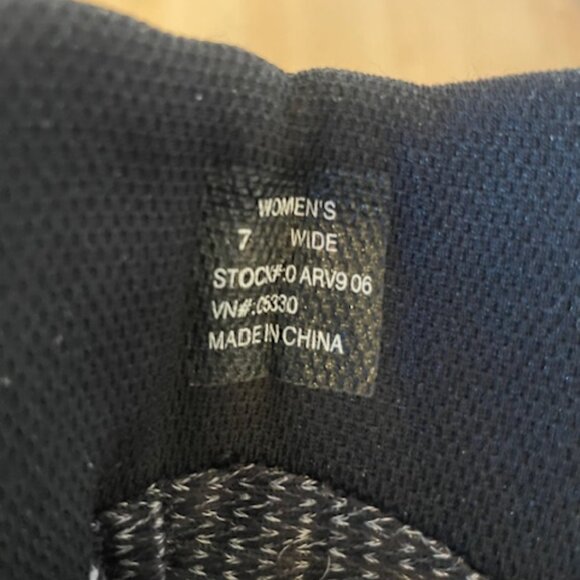 WOMEN'S
7 WIDE
STOCK#:0 ARV9 06
VN#:05330
MADE IN CHINA